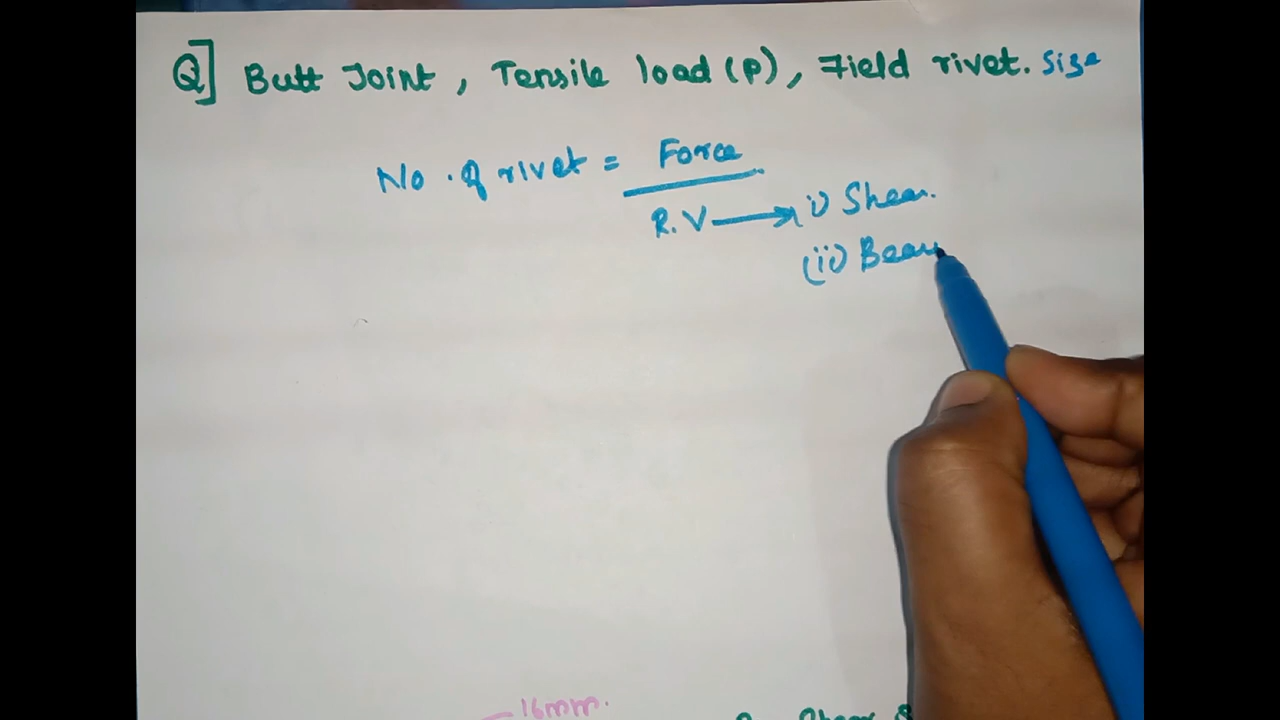 Q] Butt Joint, Tensile load (P), Field rivet. Size
No. of rivet = Force
R.V → i) Shear.
(ii) Bear
16mm.